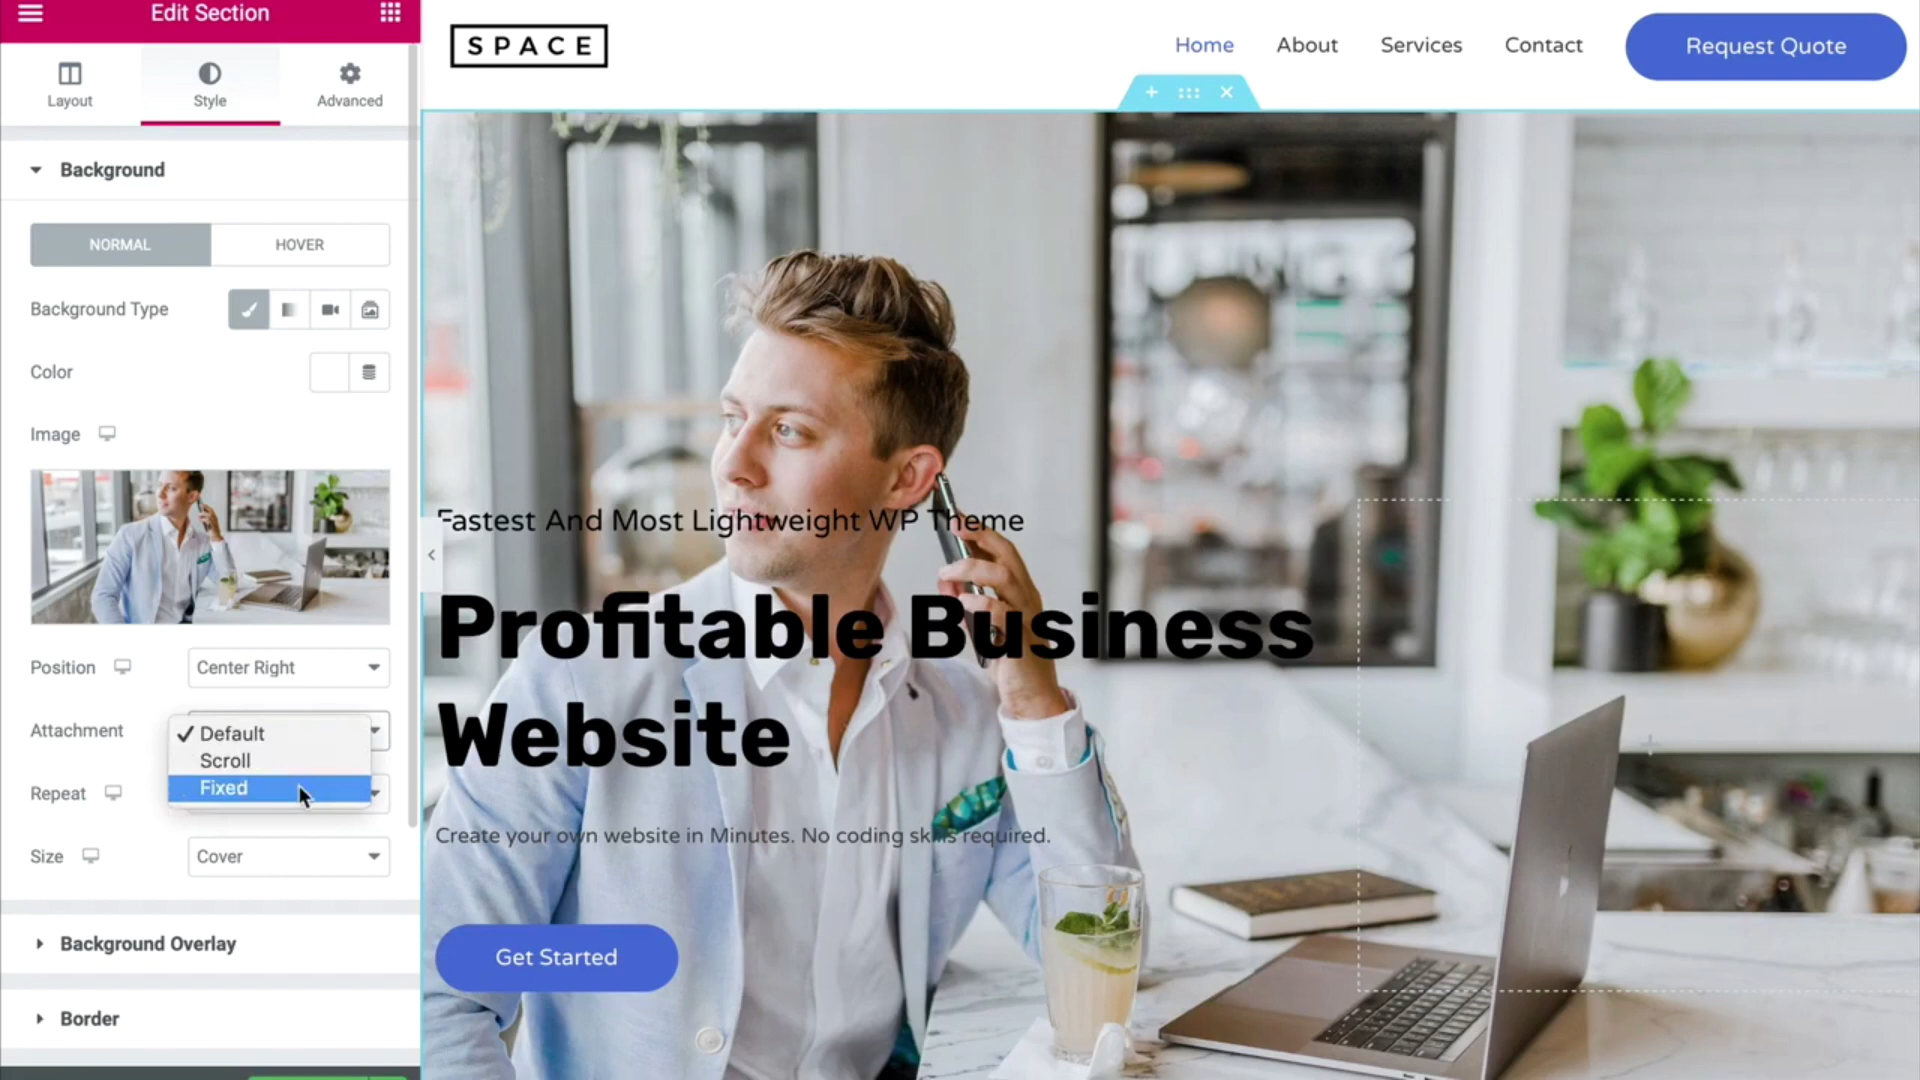 Edit Section
Layout
Style
Advanced
Background
NORMAL
HOVER
Background Type
Color
Image
Position
Center Right
Attachment
Default
Scroll
Fixed
Repeat
Size
Cover
Background Overlay
Border
SPACE
Home
About
Services
Contact
Request Quote
Fastest And Most Lightweight WP Theme
Profitable Business
Website
Create your own website in Minutes. No coding skills required.
Get Started